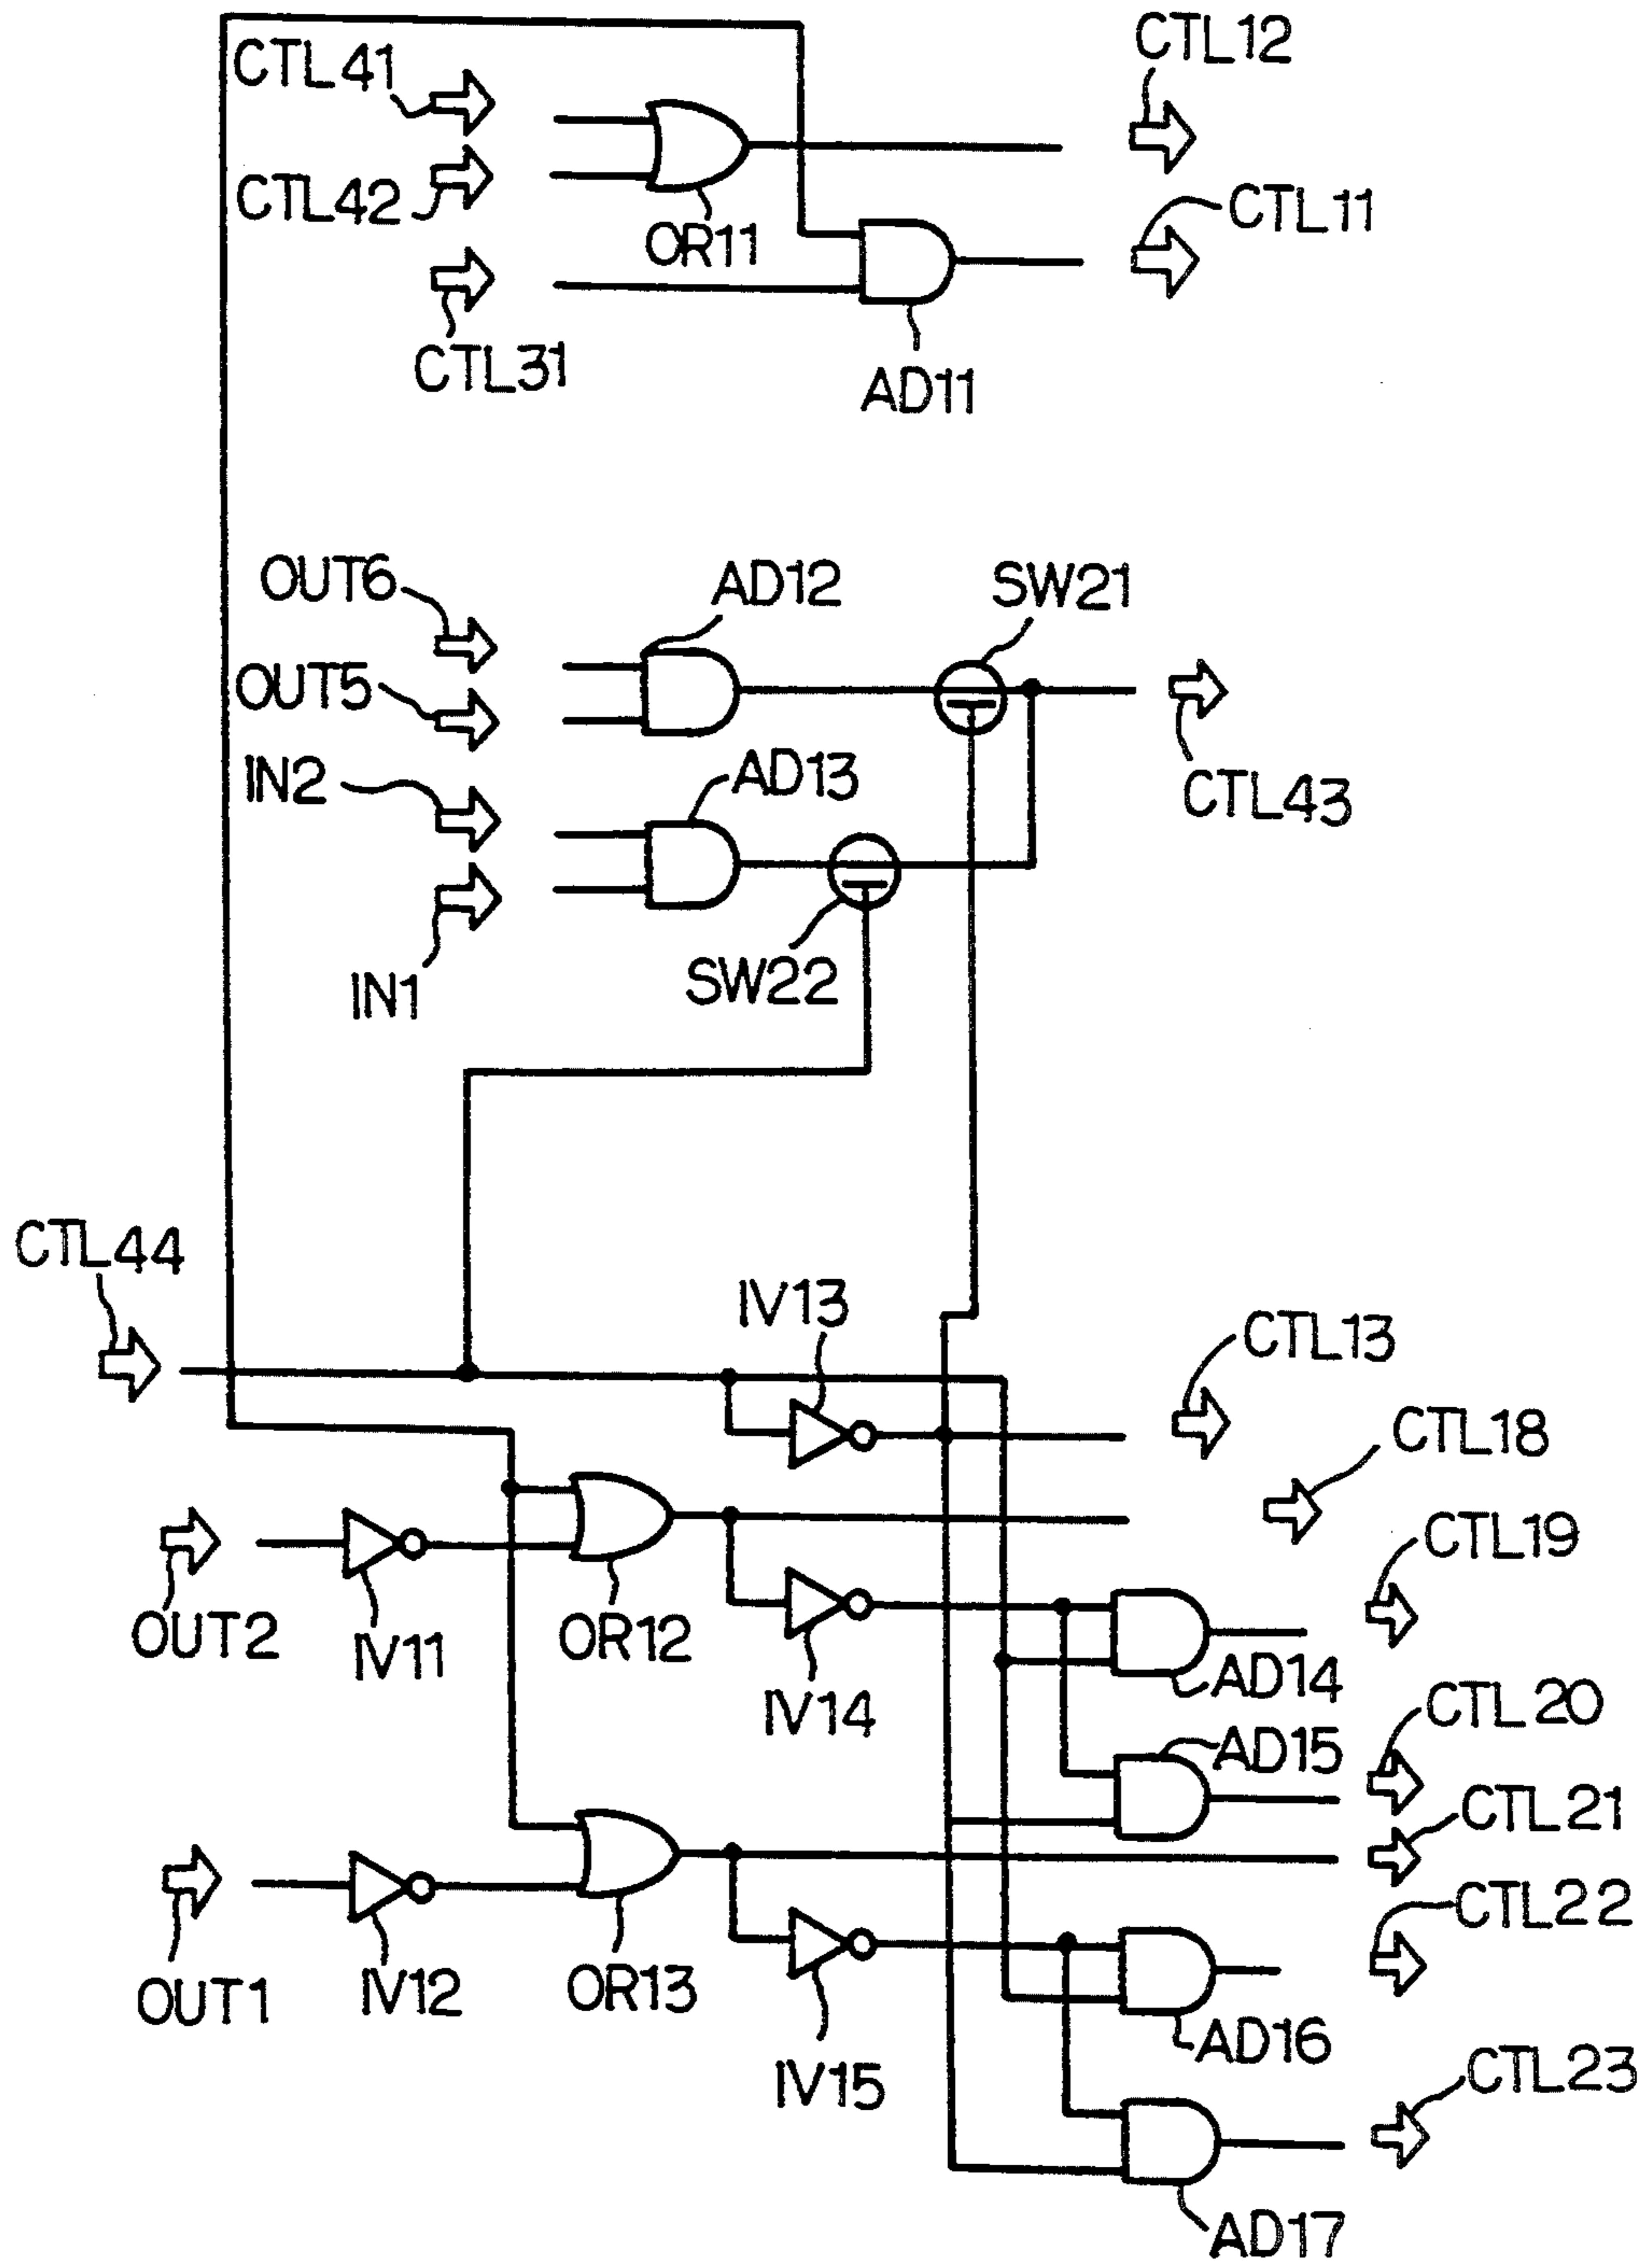 CTL12
CTL41
CTL42
CTL11
OR11
CTL31
AD11
OUT6
AD12
SW21
OUT5
IN2
AD13
CTL43
SW22
IN1
CTL44
IV13
CTL13
CTL18
CTL19
OUT2
IV11
OR12
AD14
IV14
CTL20
AD15
CTL21
CTL22
OUT1
IV12
OR13
AD16
IV15
CTL23
AD17